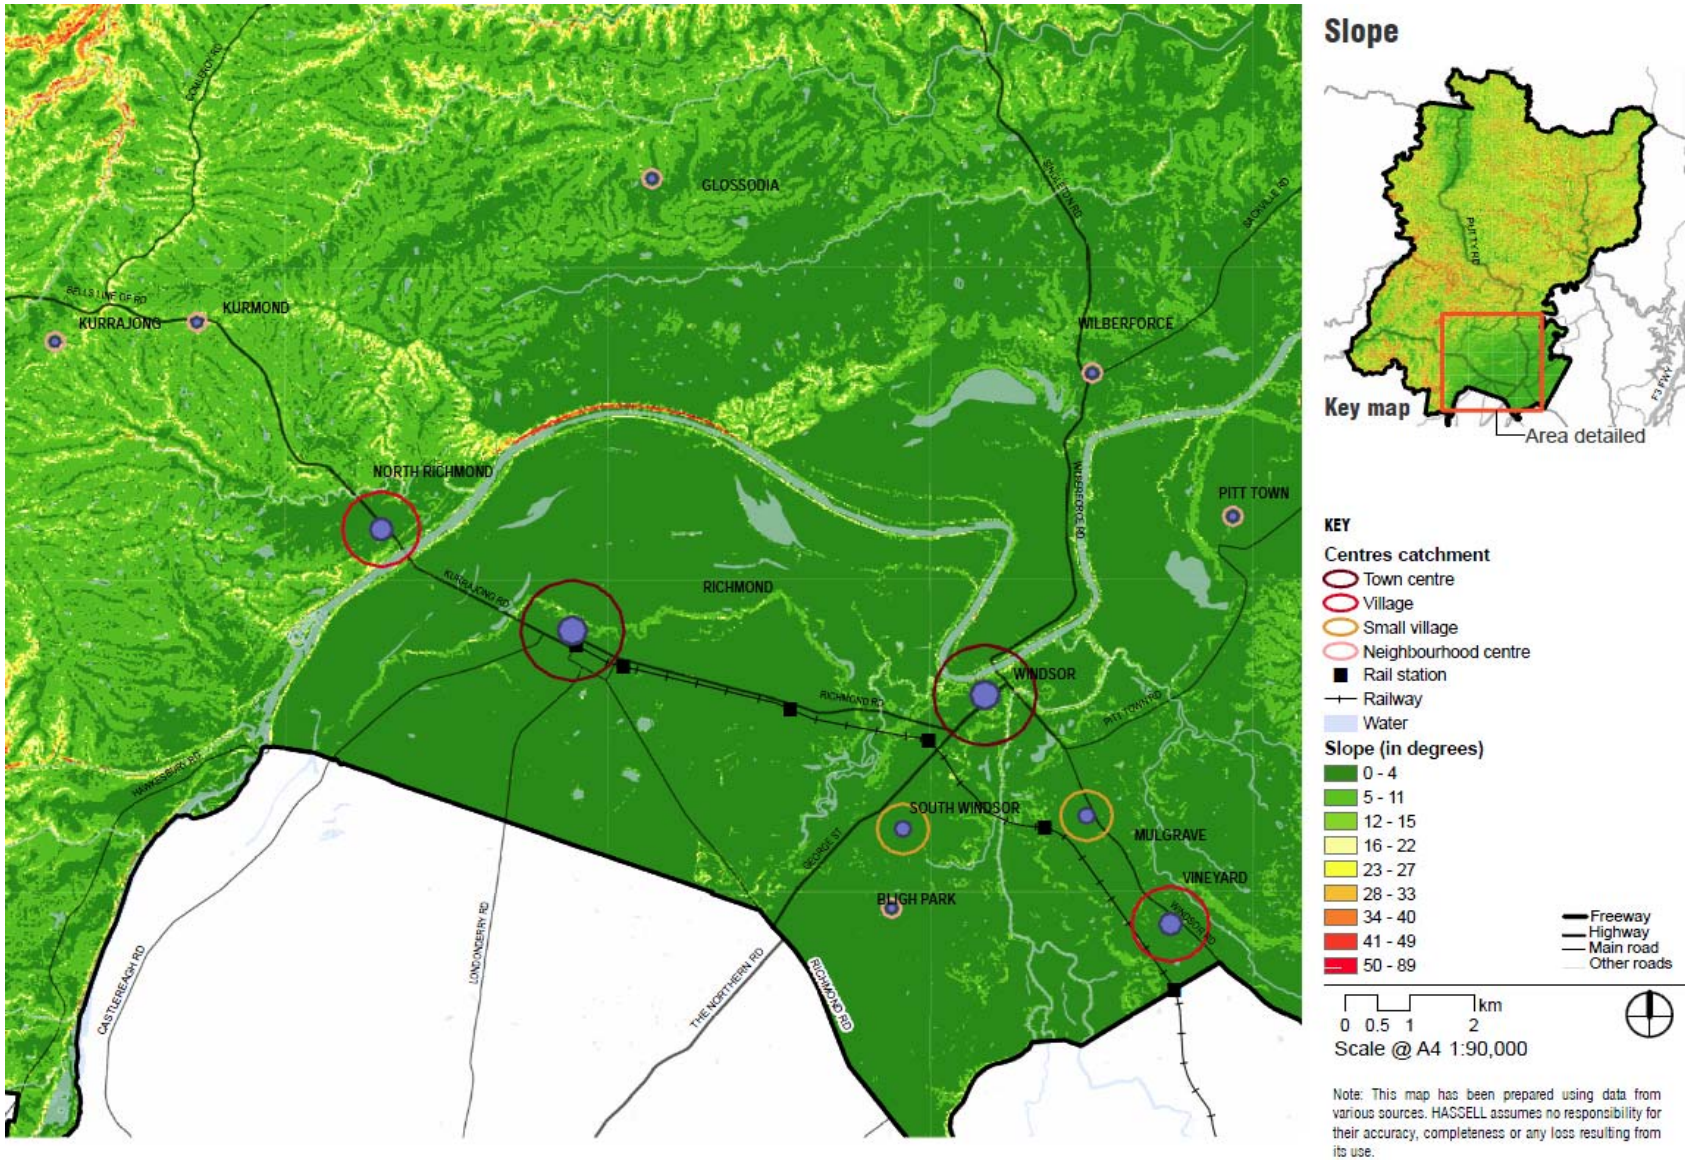 Slope
COMLEROY RD
GLOSSODIA
SINGLETON RD
SACKVILLE RD
PUTTY RD
F3 FWY
Key map
Area detailed
BELLS LINE OF RD
KURRAJONG
KURMOND
WILBERFORCE
NORTH RICHMOND
WILBERFORCE RD
PITT TOWN
KURRAJONG RD
RICHMOND
WINDSOR
RICHMOND RD
PITT TOWN RD
HAWKESBURY RD
SOUTH WINDSOR
MULGRAVE
GEORGE ST
VINEYARD
BLIGH PARK
WINDSOR RD
LONDONDERRY RD
CASTLEREAGH RD
THE NORTHERN RD
RICHMOND RD
KEY
Centres catchment
Town centre
Village
Small village
Neighbourhood centre
Rail station
Railway
Water
Slope (in degrees)
0 - 4
5 - 11
12 - 15
16 - 22
23 - 27
28 - 33
34 - 40
41 - 49
50 - 89
Freeway
Highway
Main road
Other roads
km
0 0.5 1 2
Scale @ A4 1:90,000
Note: This map has been prepared using data from
various sources. HASSELL assumes no responsibility for
their accuracy, completeness or any loss resulting from
its use.